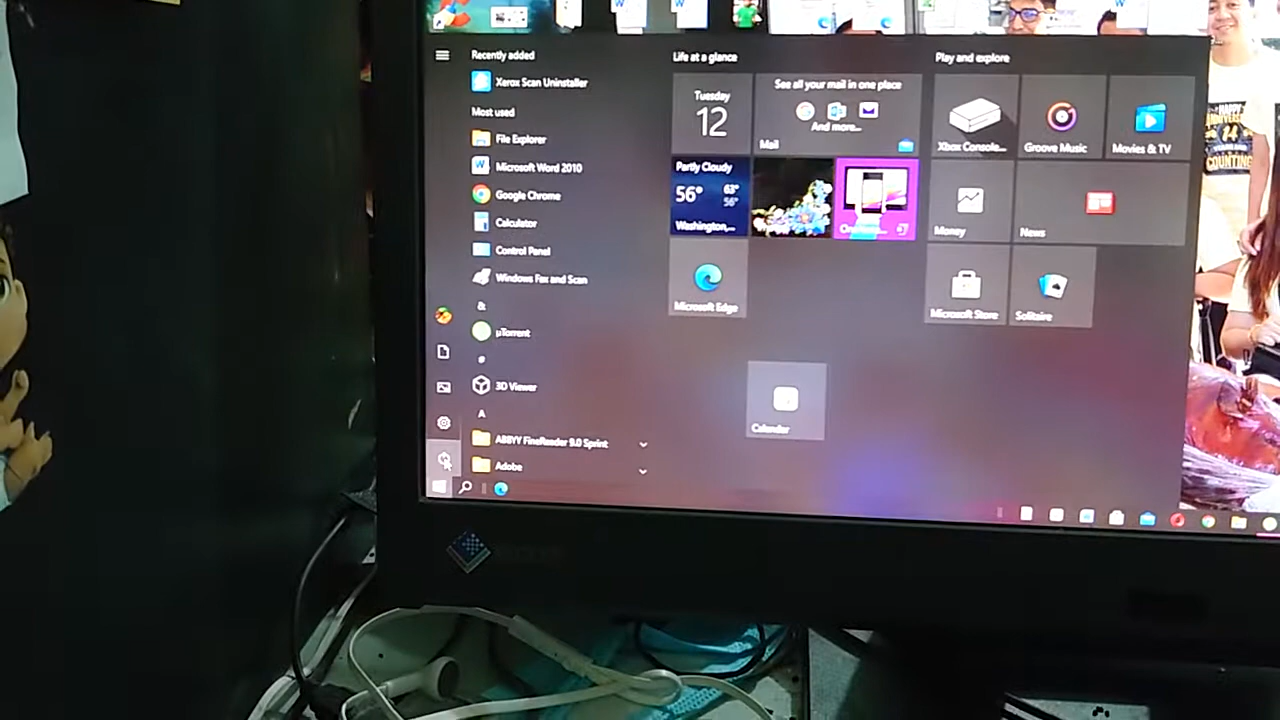 Recently added
Xerox Scan Uninstaller
Most used
File Explorer
Microsoft Word 2010
Google Chrome
Calculator
Control Panel
Windows Fax and Scan
&
µTorrent
#
3D Viewer
A
ABBYY FineReader 9.0 Sprint
Adobe
Life at a glance
Tuesday
12
See all your mail in one place
And more...
Mail
Partly Cloudy
56°
63°
56°
Washington,...
Microsoft Edge
Calendar
Play and explore
Xbox Console...
Groove Music
Movies & TV
Money
News
Microsoft Store
Solitaire
HAPPY
COUNTING